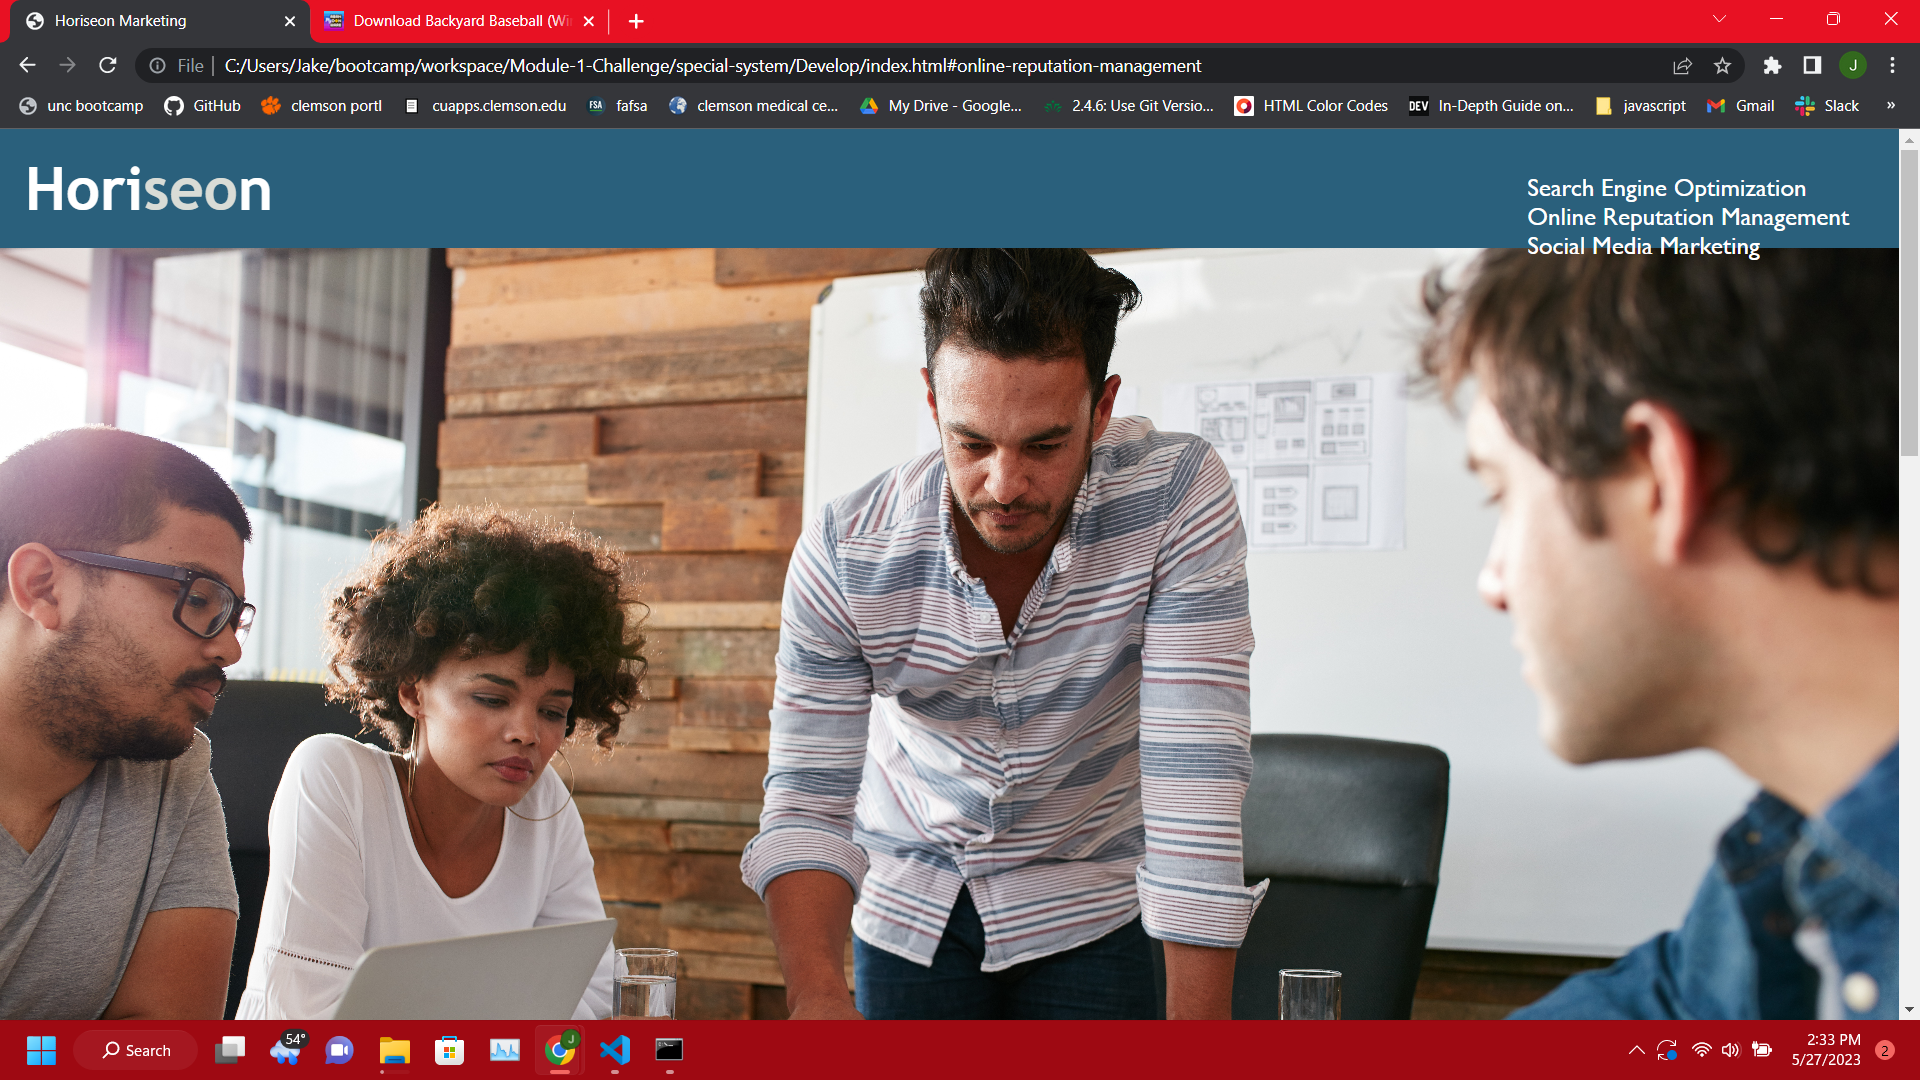 Horiseon Marketing
Download Backyard Baseball (Wi
File
C:/Users/Jake/bootcamp/workspace/Module-1-Challenge/special-system/Develop/index.html#online-reputation-management
J
unc bootcamp
GitHub
clemson portl
cuapps.clemson.edu
FSA
fafsa
clemson medical ce...
My Drive - Google...
2.4.6: Use Git Versio...
HTML Color Codes
DEV
In-Depth Guide on...
javascript
Gmail
Slack
»
Horiseon
Search Engine Optimization
Online Reputation Management
Social Media Marketing
Search
54°
J
2:33 PM
5/27/2023
2